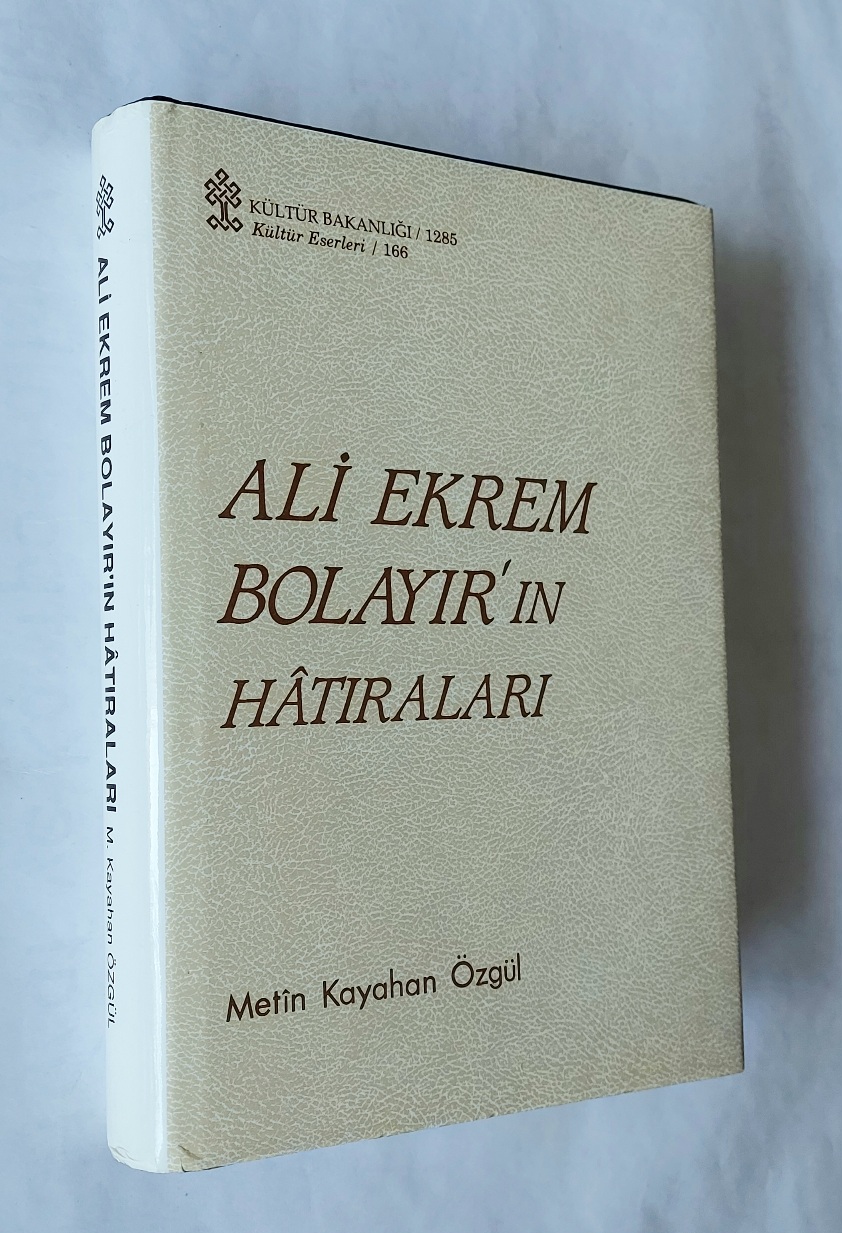 KÜLTÜR BAKANLIĞI / 1285
Kültür Eserleri / 166
ALİ EKREM
BOLAYIR'IN
HÂTIRALARI
Metîn Kayahan Özgül
ALİ EKREM BOLAYIR'IN HÂTIRALARI M. Kayahan ÖZGÜL